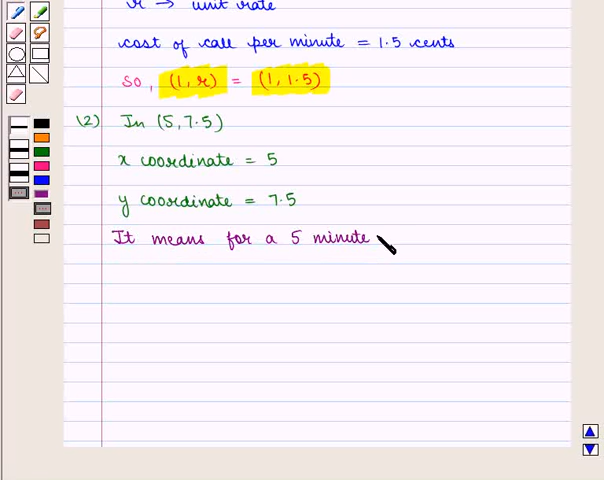 r → unit rate
cost of call per minute = 1.5 cents
So, (1, r) = (1, 1.5)
(2) In (5, 7.5)
x coordinate = 5
y coordinate = 7.5
It means for a 5 minute